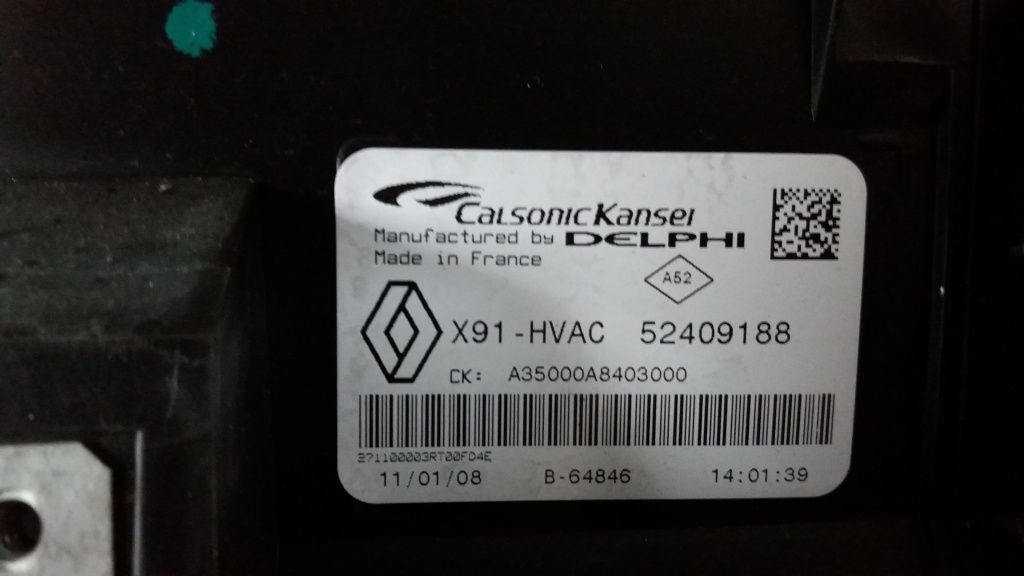 CalsonicKansei
Manufactured by DELPHI
Made in France
A52
X91-HVAC 52409188
CK: A35000A8403000
271100003RT00FD4E
11/01/08 B-64846 14:01:39